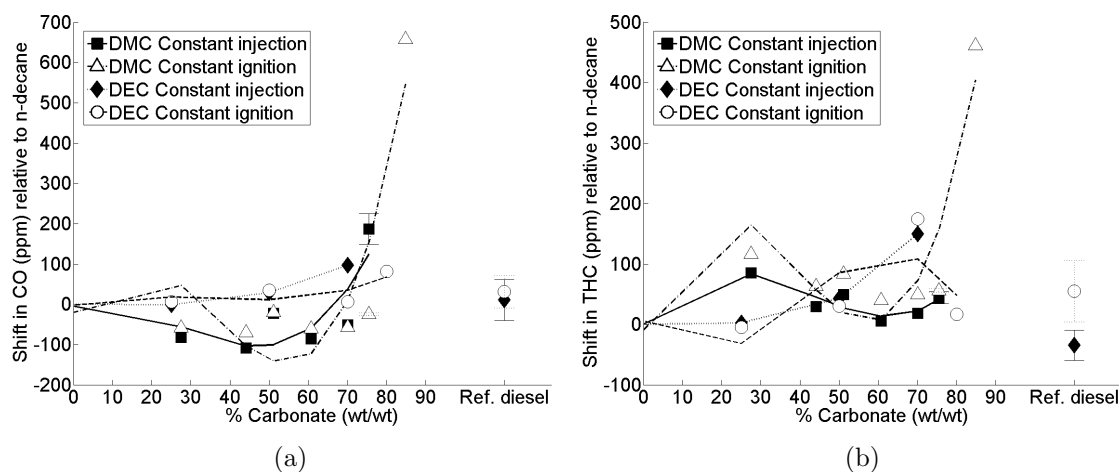 Shift in CO (ppm) relative to n-decane
700
600
500
400
300
200
100
0
-100
-200
DMC Constant injection
DMC Constant ignition
DEC Constant injection
DEC Constant ignition
0 10 20 30 40 50 60 70 80 90 Ref. diesel
% Carbonate (wt/wt)
(a)
Shift in THC (ppm) relative to n-decane
500
400
300
200
100
0
-100
DMC Constant injection
DMC Constant ignition
DEC Constant injection
DEC Constant ignition
0 10 20 30 40 50 60 70 80 90 Ref. diesel
% Carbonate (wt/wt)
(b)